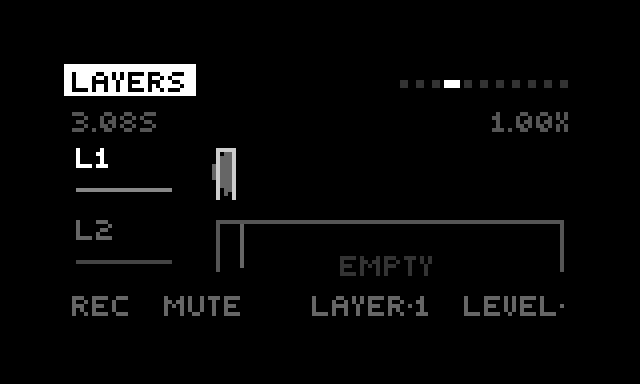 LAYERS
3.08S 1.00X
L1
L2
EMPTY
REC MUTE LAYER·1 LEVEL·